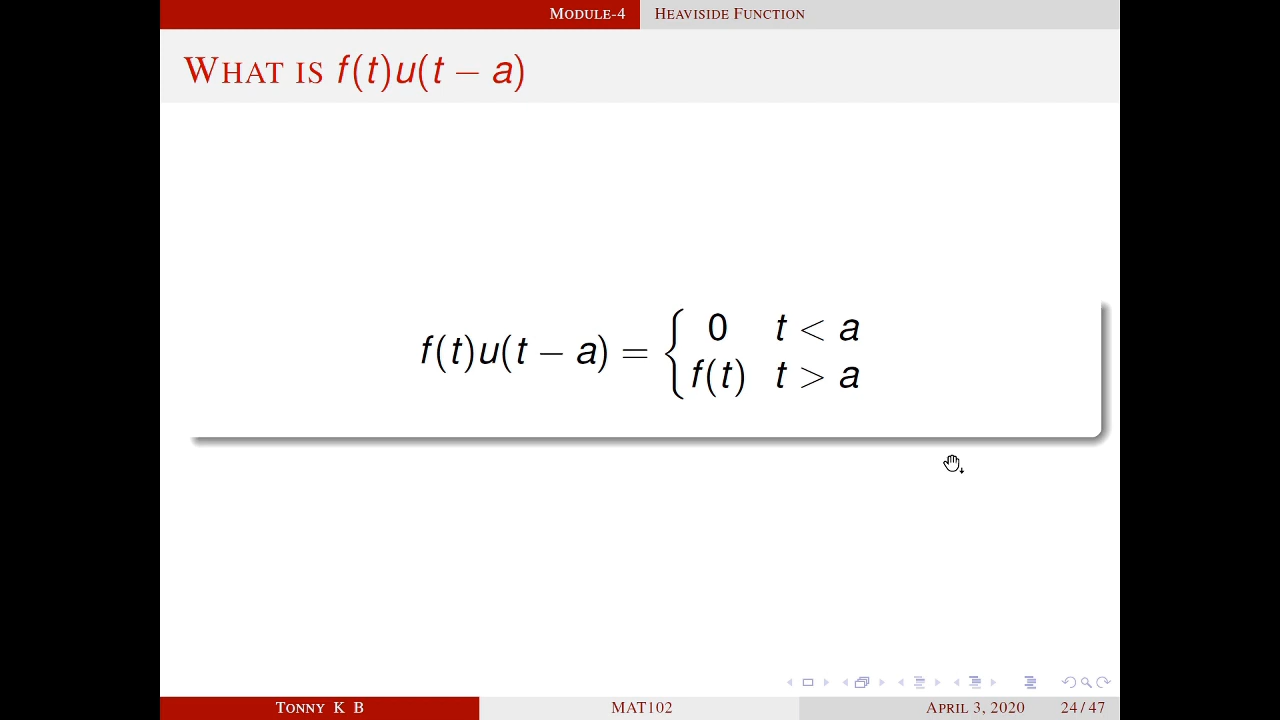 MODULE-4 HEAVISIDE FUNCTION
WHAT IS f(t)u(t − a)
f(t)u(t − a) = { 0 t < a
f(t) t > a
TONNY K B MAT102 APRIL 3, 2020 24/47